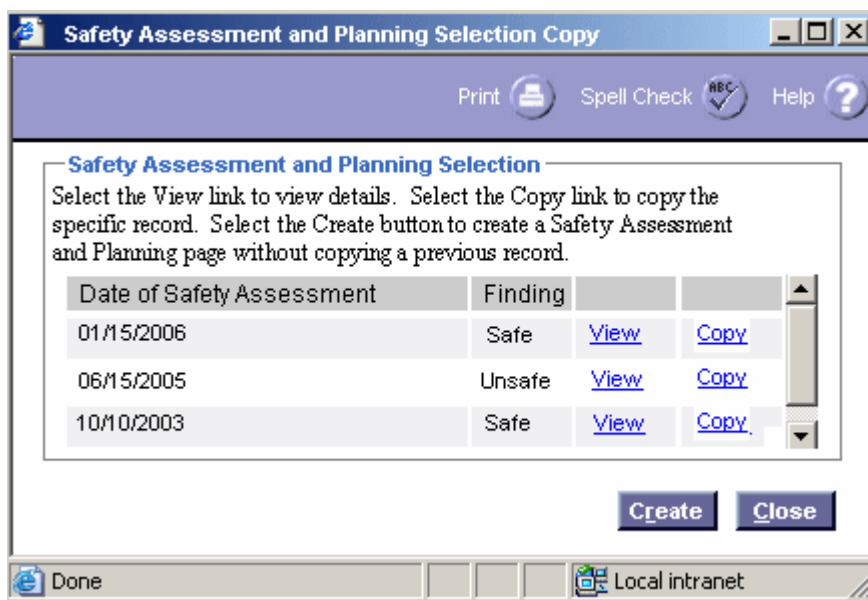 Safety Assessment and Planning Selection Copy
Print ABC Spell Check Help ?
Safety Assessment and Planning Selection
Select the View link to view details. Select the Copy link to copy the
specific record. Select the Create button to create a Safety Assessment
and Planning page without copying a previous record.
Date of Safety Assessment Finding
01/15/2006 Safe View Copy
06/15/2005 Unsafe View Copy
10/10/2003 Safe View Copy
Create Close
Done Local intranet